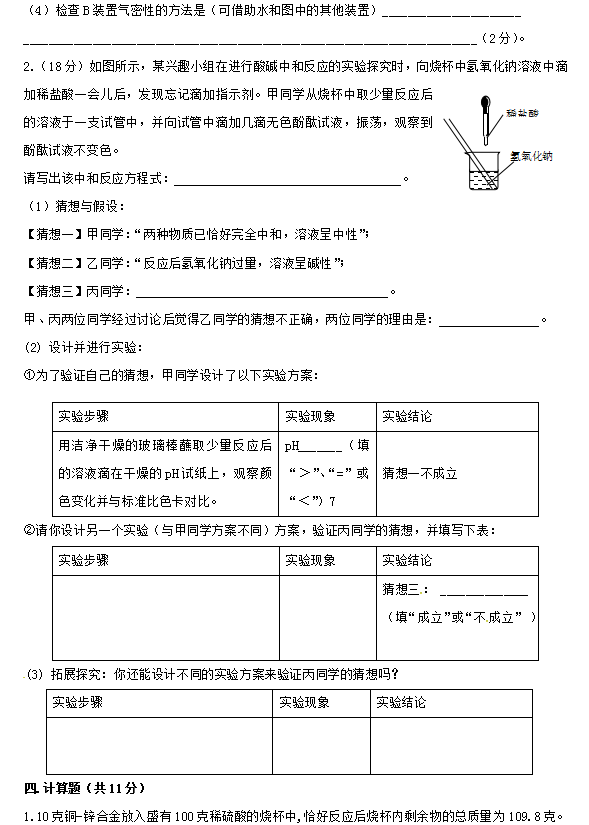 （4）检查B装置气密性的方法是（可借助水和图中的其他装置）____________________
________________________________________________________________（2分）。
2.（18分）如图所示，某兴趣小组在进行酸碱中和反应的实验探究时，向烧杯中氢氧化钠溶液中滴
加稀盐酸一会儿后，发现忘记滴加指示剂。甲同学从烧杯中取少量反应后
的溶液于一支试管中，并向试管中滴加几滴无色酚酞试液，振荡，观察到
酚酞试液不变色。
稀盐酸
氢氧化钠
请写出该中和反应方程式：________________________________。
（1）猜想与假设：
【猜想一】甲同学：“两种物质已恰好完全中和，溶液呈中性”；
【猜想二】乙同学：“反应后氢氧化钠过量，溶液呈碱性”；
【猜想三】丙同学：____________________________________。
甲、丙两位同学经过讨论后觉得乙同学的猜想不正确，两位同学的理由是：______________。
(2) 设计并进行实验：
①为了验证自己的猜想，甲同学设计了以下实验方案：
实验步骤 实验现象 实验结论
用洁净干燥的玻璃棒蘸取少量反应后
的溶液滴在干燥的pH试纸上，观察颜
色变化并与标准比色卡对比。
pH______（填
“＞”、“=”或
“＜”）7
猜想一不成立
②请你设计另一个实验（与甲同学方案不同）方案，验证丙同学的猜想，并填写下表：
实验步骤 实验现象 实验结论
猜想三： ____________
（填“成立”或“不成立” ）
(3) 拓展探究：你还能设计不同的实验方案来验证丙同学的猜想吗?
实验步骤 实验现象 实验结论
四. 计算题（共11分）
1.10克铜-锌合金放入盛有100克稀硫酸的烧杯中,恰好反应后烧杯内剩余物的总质量为109.8克。